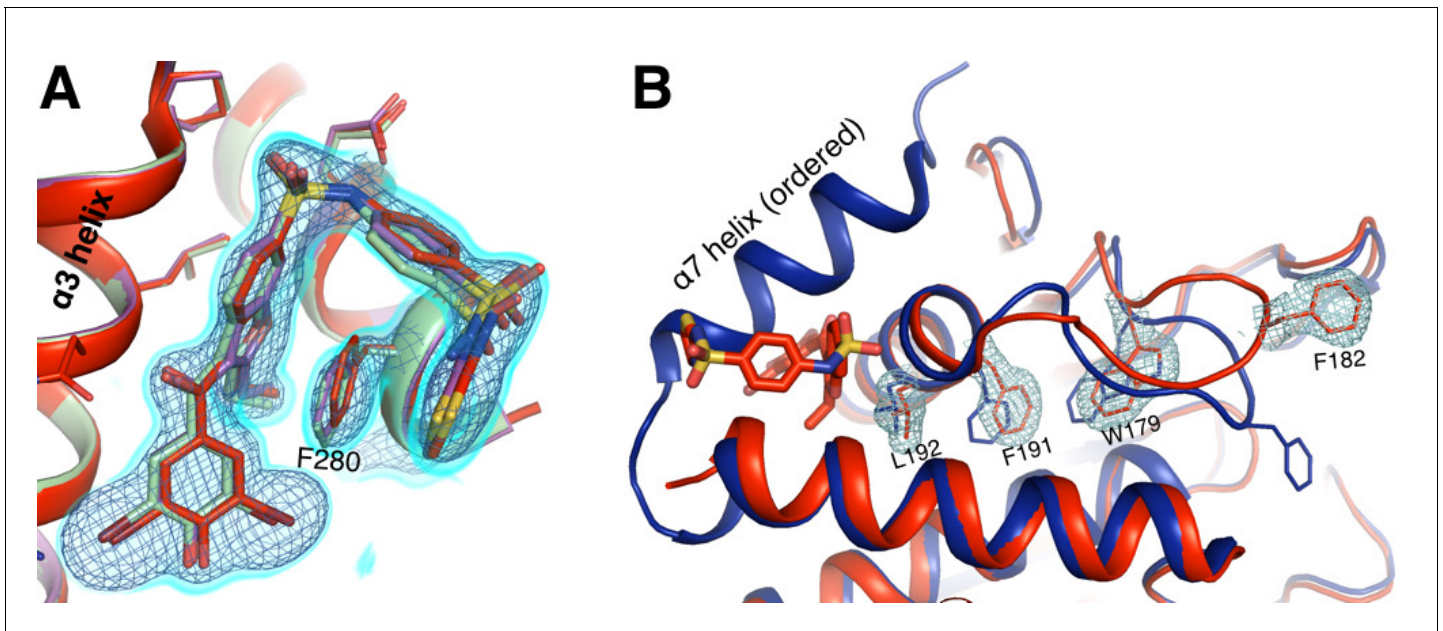 A
α3 helix
F280
B
α7 helix (ordered)
F182
W179
F191
L192